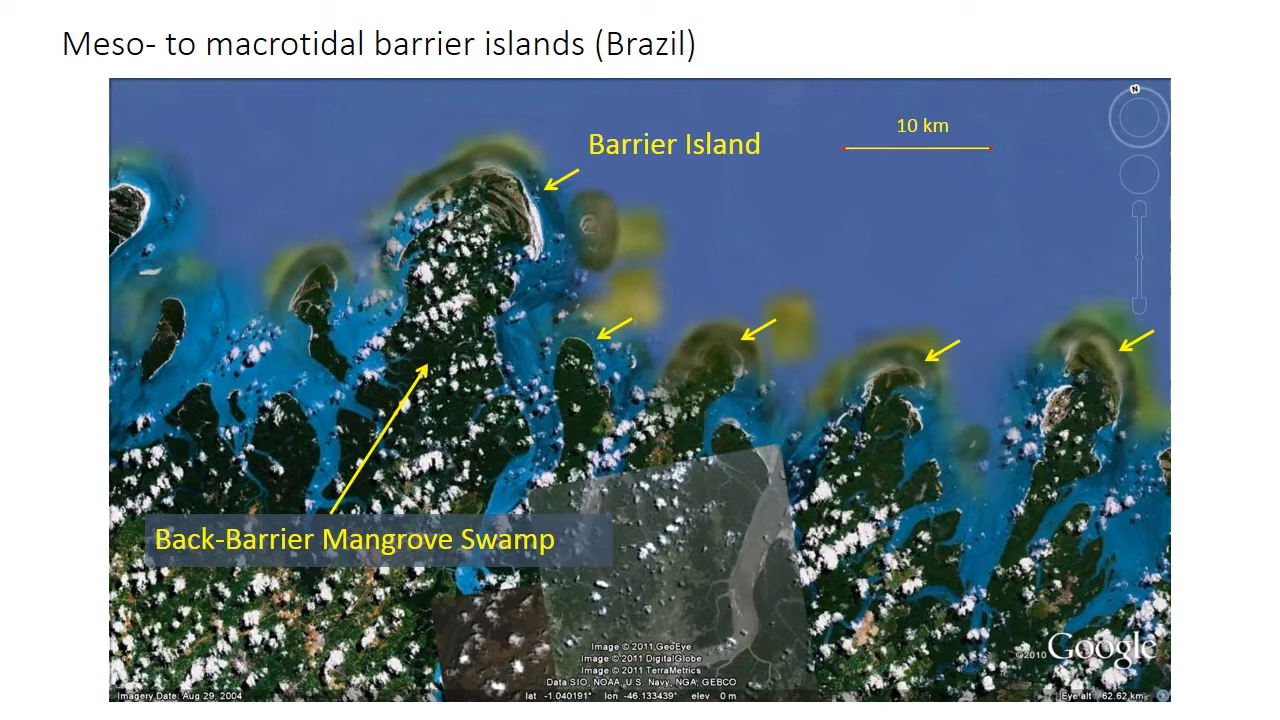 Meso- to macrotidal barrier islands (Brazil)
N
10 km
Barrier Island
Back-Barrier Mangrove Swamp
Image © 2011 GeoEye
Image © 2011 DigitalGlobe
Image © 2011 TerraMetrics
Data SIO, NOAA, U.S. Navy, NGA, GEBCO
©2010 Google
Imagery Date: Aug 29, 2004
lat -1.040191° lon -46.133439° elev 0 m
Eye alt 62.62 km